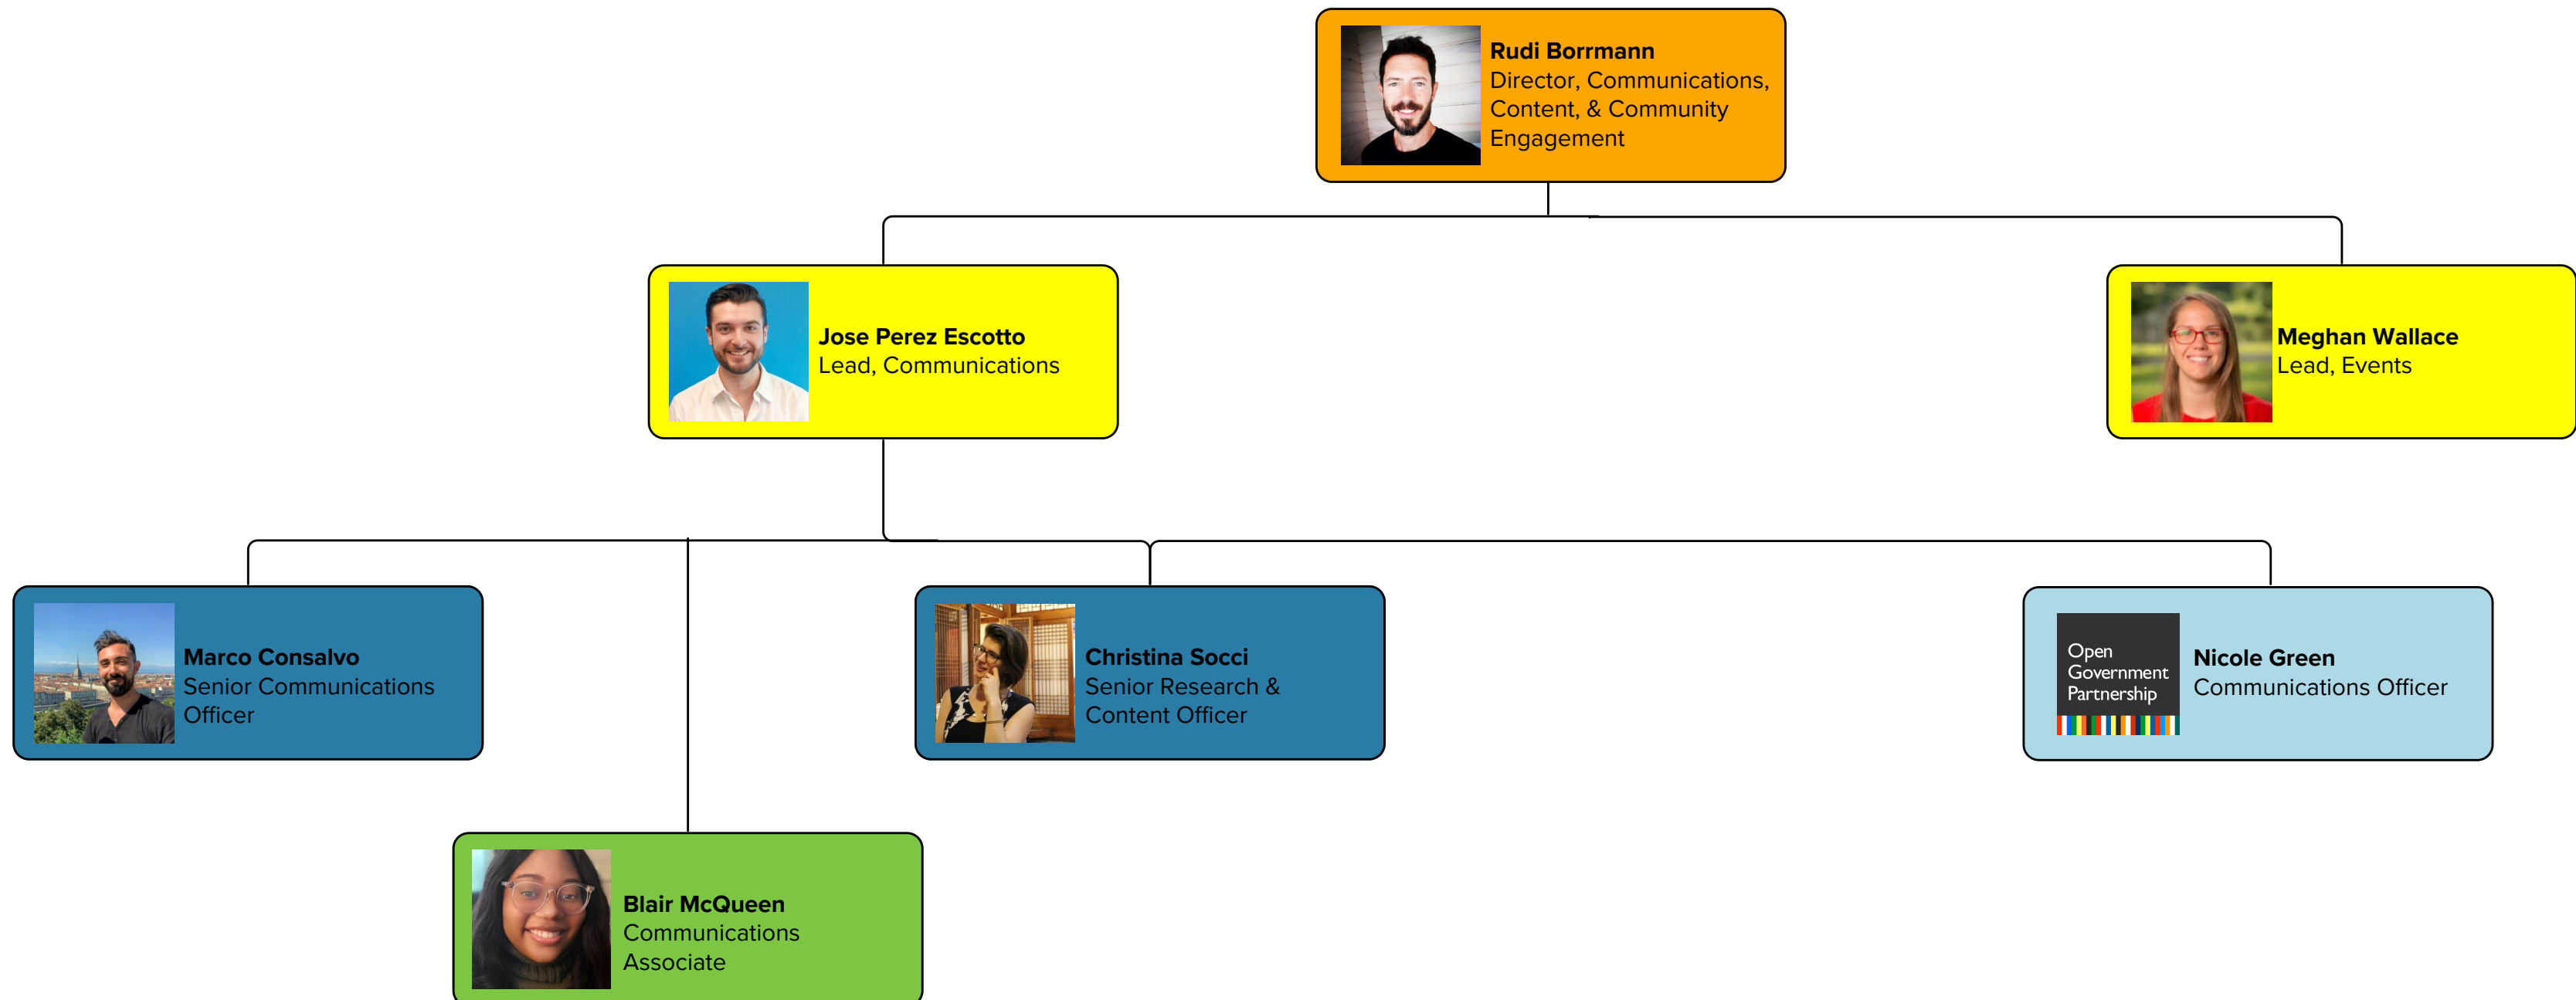 Rudi Borrmann
Director, Communications,
Content, & Community
Engagement
Jose Perez Escotto
Lead, Communications
Meghan Wallace
Lead, Events
Marco Consalvo
Senior Communications
Officer
Christina Socci
Senior Research &
Content Officer
Open
Government
Partnership
Nicole Green
Communications Officer
Blair McQueen
Communications
Associate